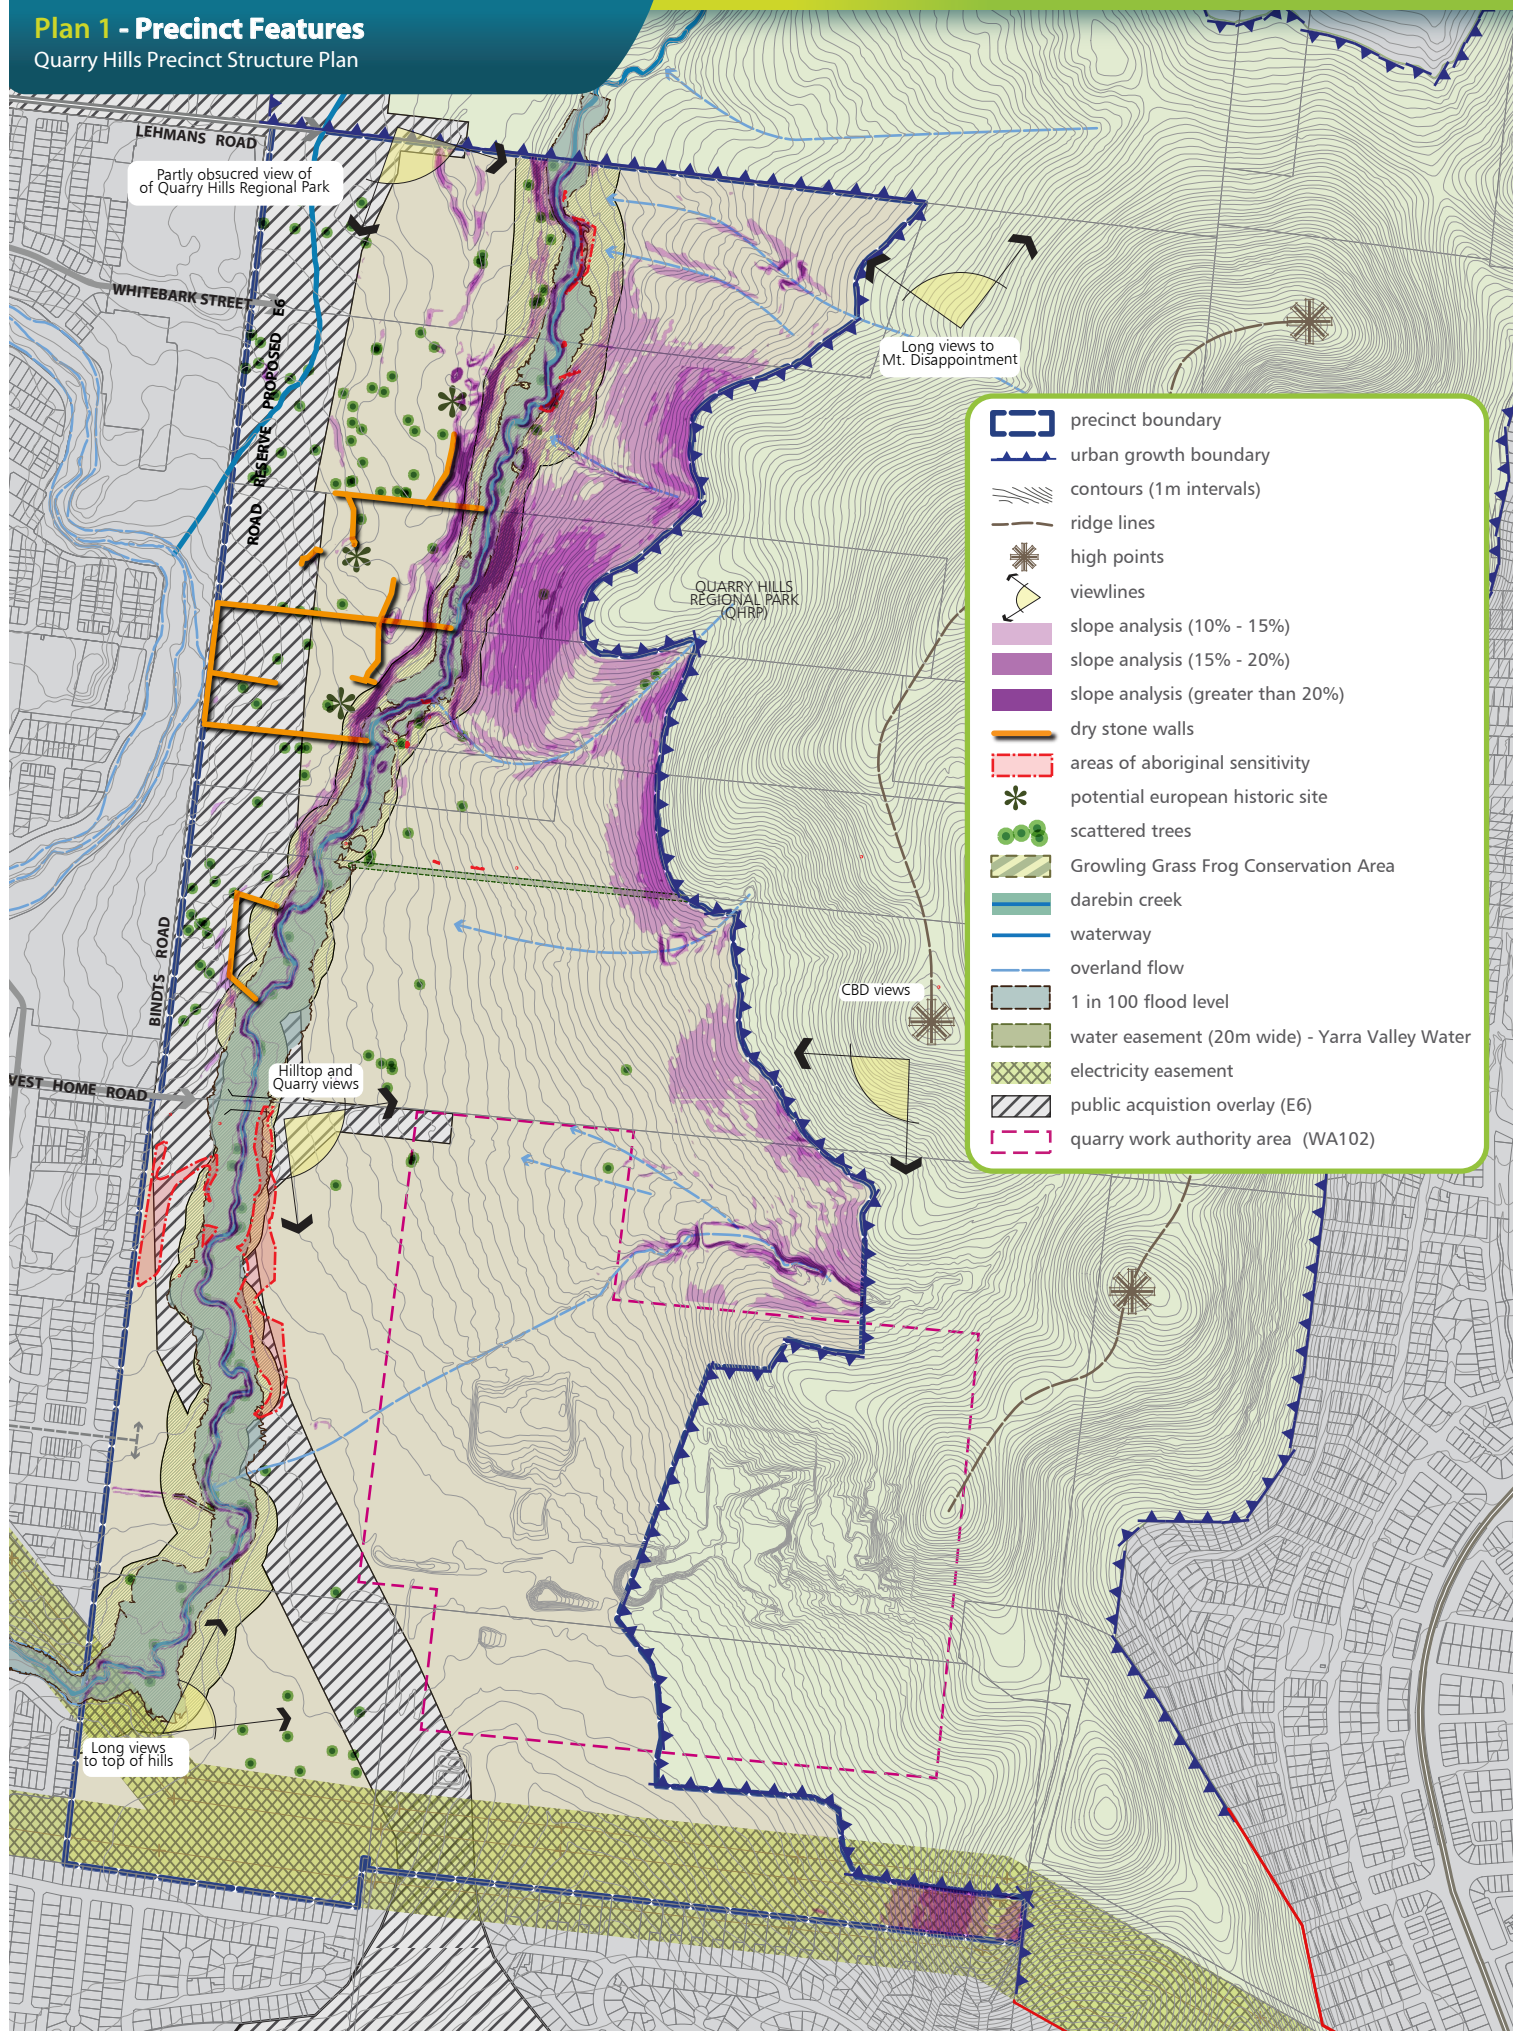 Plan 1 - Precinct Features
Quarry Hills Precinct Structure Plan
LEHMANS ROAD
Partly obsucred view of
of Quarry Hills Regional Park
WHITEBARK STREET
ROAD RESERVE PROPOSED E6
Long views to
Mt. Disappointment
QUARRY HILLS
REGIONAL PARK
(QHRP)
BINDTS ROAD
CBD views
Hilltop and
Quarry views
VEST HOME ROAD
Long views
to top of hills
precinct boundary
urban growth boundary
contours (1m intervals)
ridge lines
high points
viewlines
slope analysis (10% - 15%)
slope analysis (15% - 20%)
slope analysis (greater than 20%)
dry stone walls
areas of aboriginal sensitivity
potential european historic site
scattered trees
Growling Grass Frog Conservation Area
darebin creek
waterway
overland flow
1 in 100 flood level
water easement (20m wide) - Yarra Valley Water
electricity easement
public acquistion overlay (E6)
quarry work authority area (WA102)